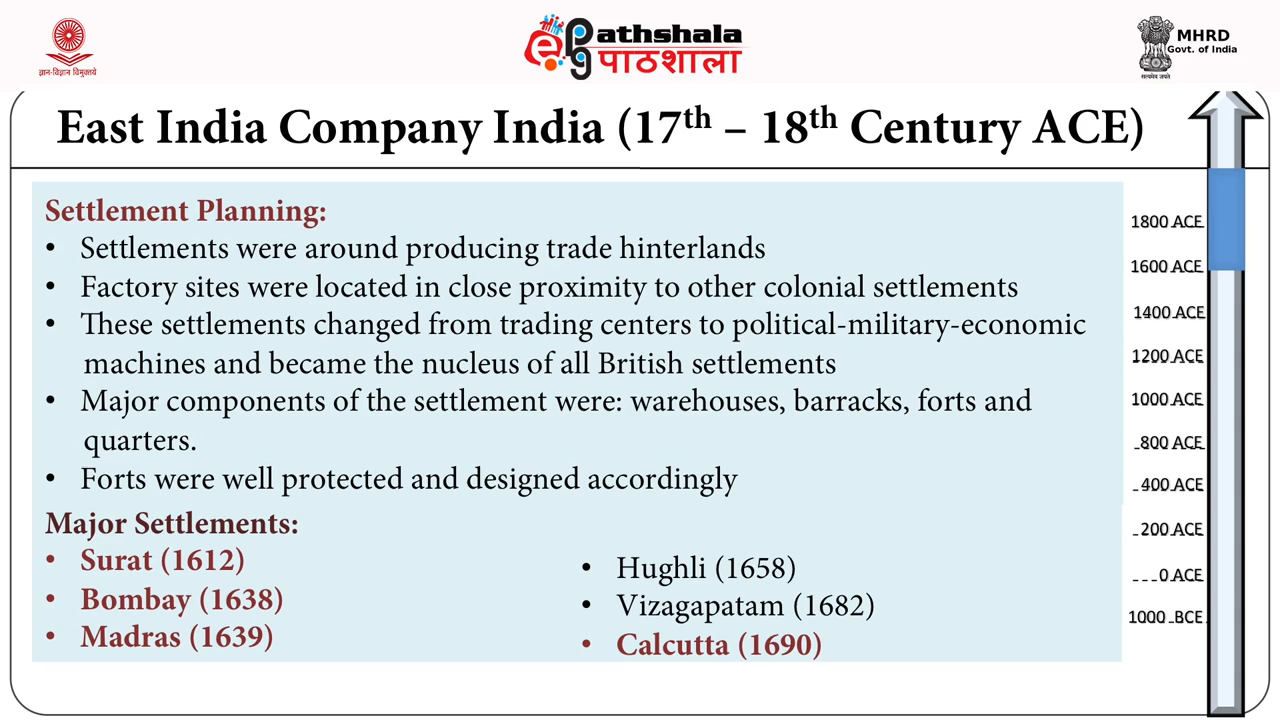 ज्ञान-विज्ञान विमुक्तये
ePathshala
पाठशाला
MHRD
Govt. of India
सत्यमेव जयते
East India Company India (17th – 18th Century ACE)
Settlement Planning:
• Settlements were around producing trade hinterlands
• Factory sites were located in close proximity to other colonial settlements
• These settlements changed from trading centers to political-military-economic
machines and became the nucleus of all British settlements
• Major components of the settlement were: warehouses, barracks, forts and
quarters.
• Forts were well protected and designed accordingly
Major Settlements:
• Surat (1612)
• Bombay (1638)
• Madras (1639)
• Hughli (1658)
• Vizagapatam (1682)
• Calcutta (1690)
1800 ACE
1600 ACE
1400 ACE
1200 ACE
1000 ACE
800 ACE
400 ACE
200 ACE
0 ACE
1000 BCE